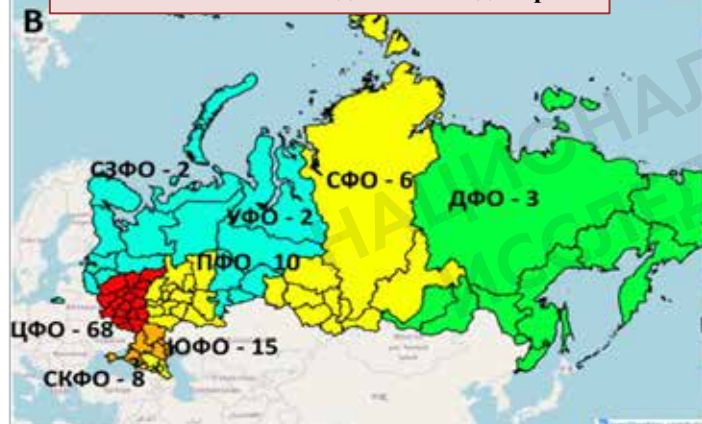 В
СЗФО - 2
СФО - 6
ДФО - 3
УФО - 2
ПФО - 10
ЦФО - 68
ЮФО - 15
СКФО - 8